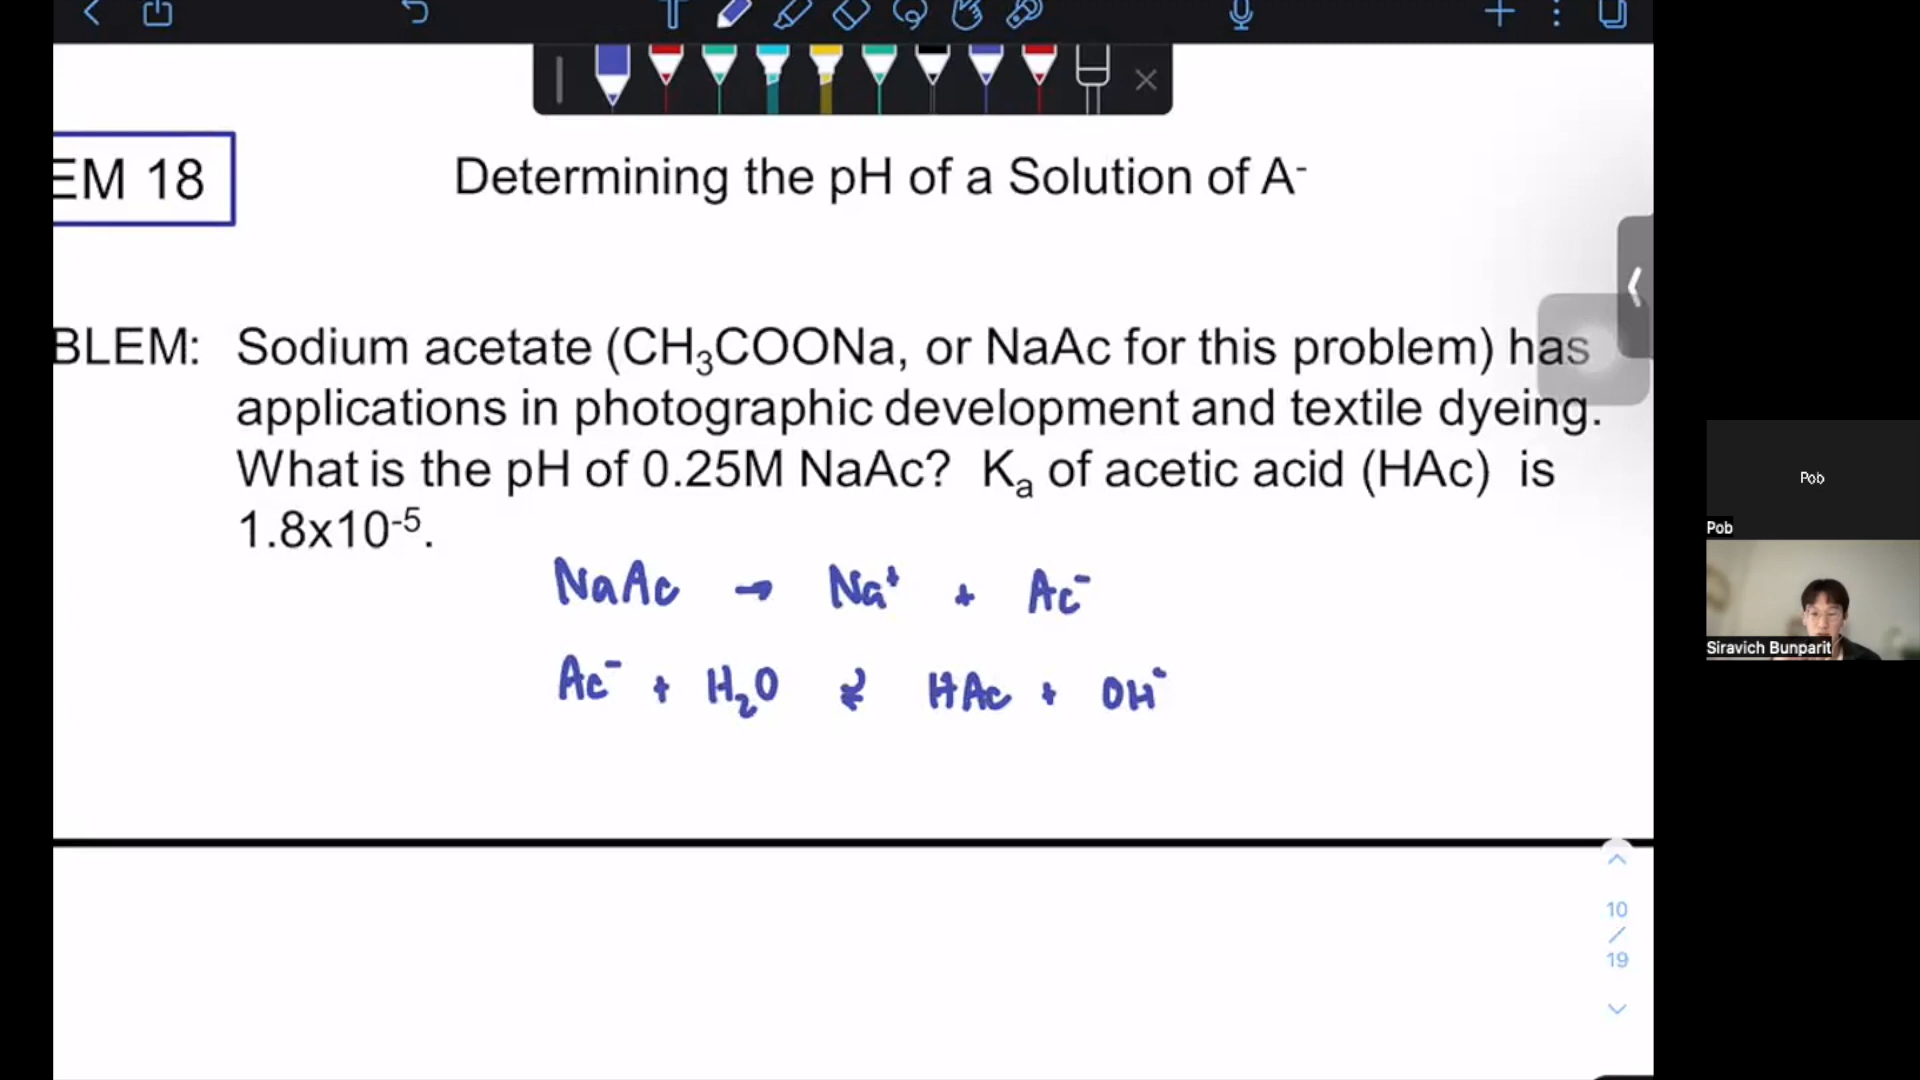 EM 18
Determining the pH of a Solution of A-
BLEM: Sodium acetate (CH3COONa, or NaAc for this problem) has
applications in photographic development and textile dyeing.
What is the pH of 0.25M NaAc? Ka of acetic acid (HAc) is
1.8x10-5.
NaAc → Na+ + Ac-
Ac- + H2O ⇌ HAc + OH-
10
/
19
Pob
Pob
Siravich Bunparit